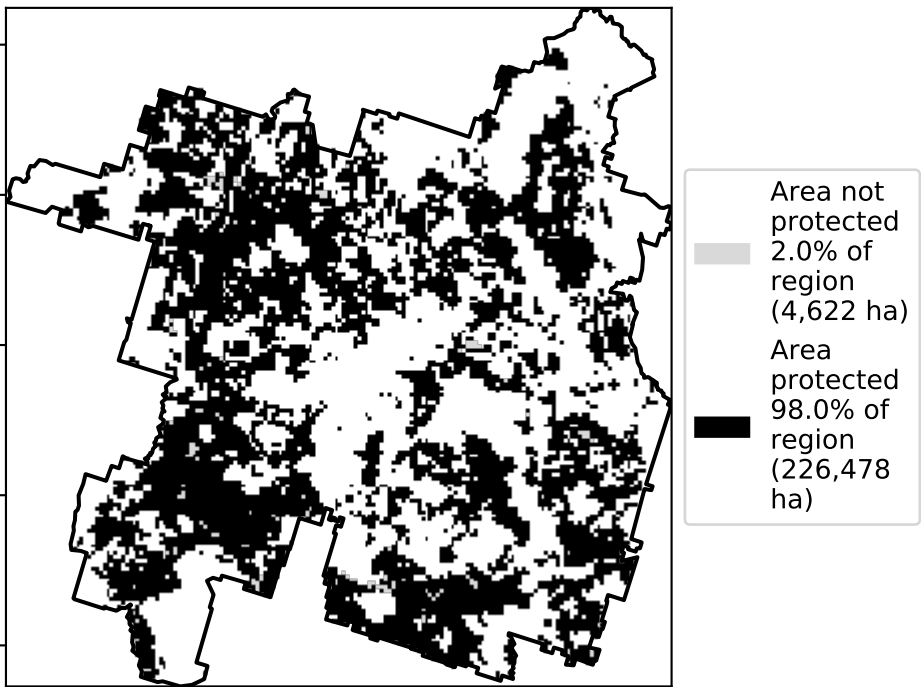 Area not
protected
2.0% of
region
(4,622 ha)
Area
protected
98.0% of
region
(226,478
ha)